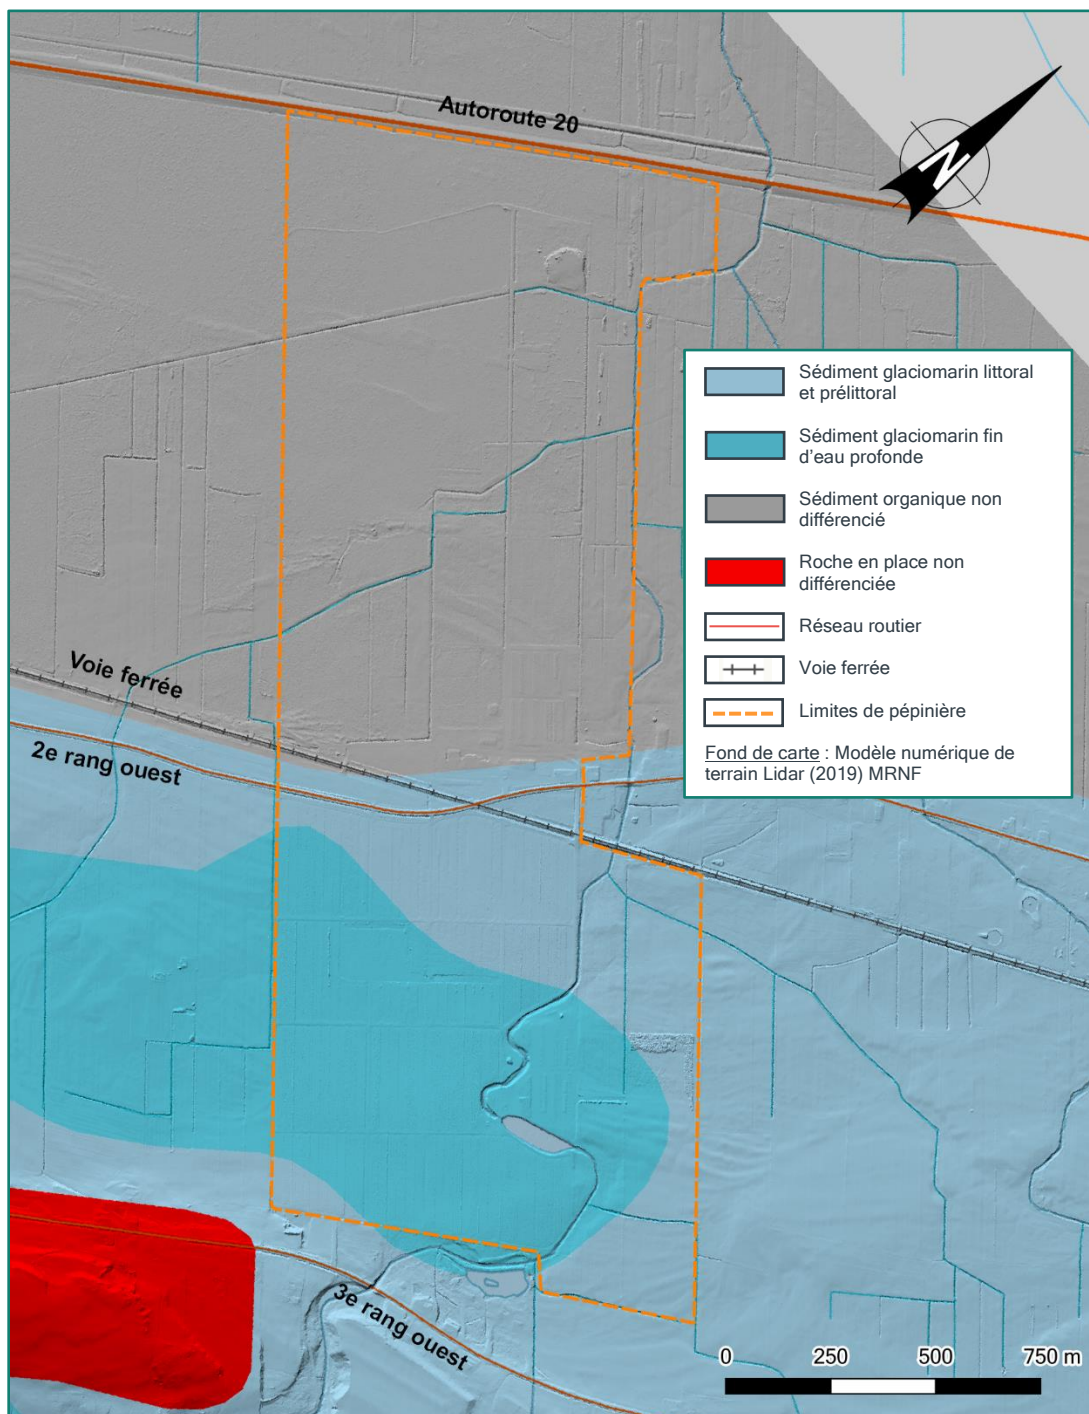 Autoroute 20
N
Sédiment glaciomarin littoral
et prélittoral
Sédiment glaciomarin fin
d'eau profonde
Sédiment organique non
différencié
Roche en place non
différenciée
Réseau routier
Voie ferrée
Limites de pépinière
Fond de carte : Modèle numérique de
terrain Lidar (2019) MRNF
Voie ferrée
2e rang ouest
3e rang ouest
0 250 500 750 m